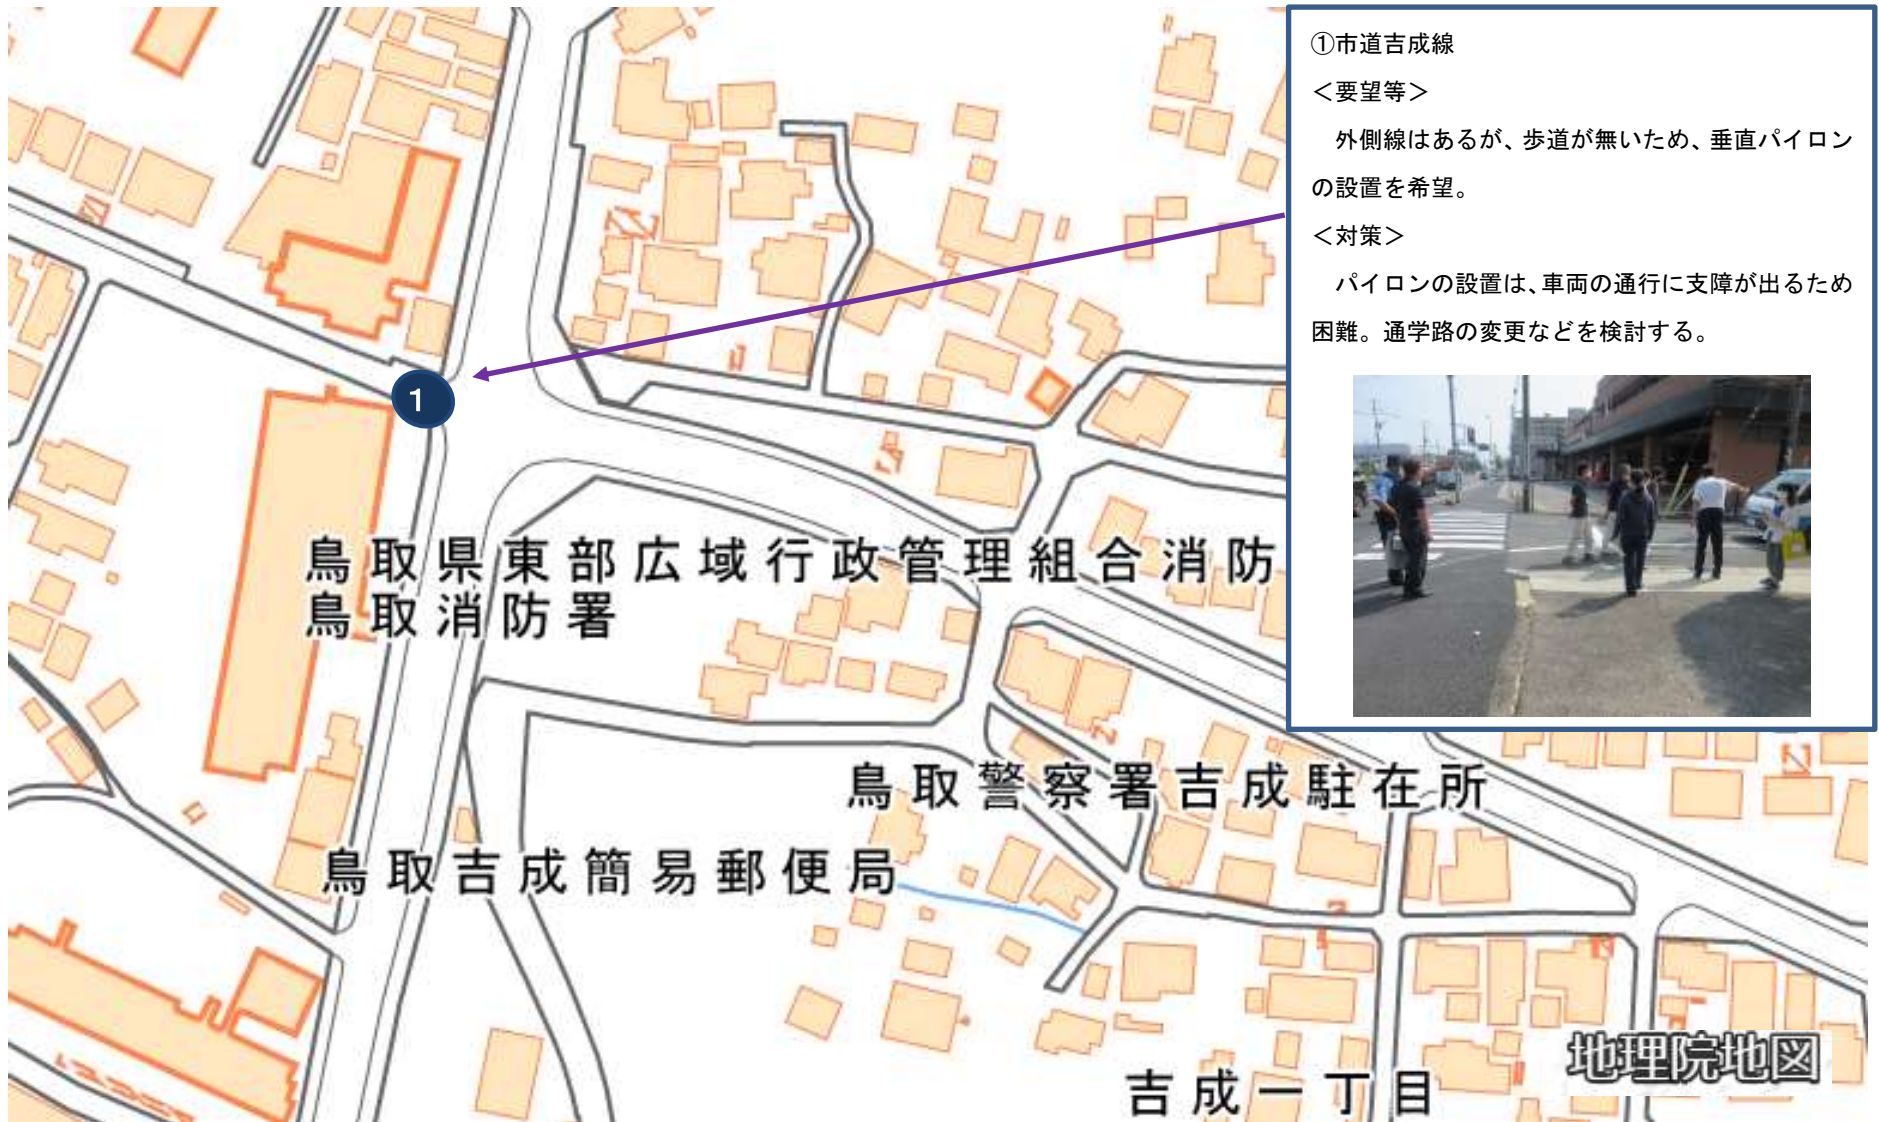 ①市道吉成線
＜要望等＞
　外側線はあるが、歩道が無いため、垂直パイロン
の設置を希望。
＜対策＞
　パイロンの設置は、車両の通行に支障が出るため
困難。通学路の変更などを検討する。
1
鳥取県東部広域行政管理組合消防
鳥取消防署
鳥取警察署吉成駐在所
鳥取吉成簡易郵便局
吉成一丁目
地理院地図